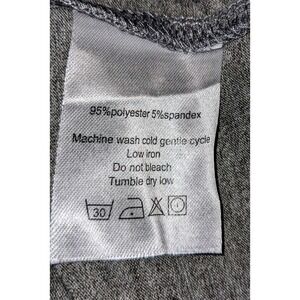 95%polyester 5%spandex
Machine wash cold gentle cycle
Low iron
Do not bleach
Tumble dry low
30